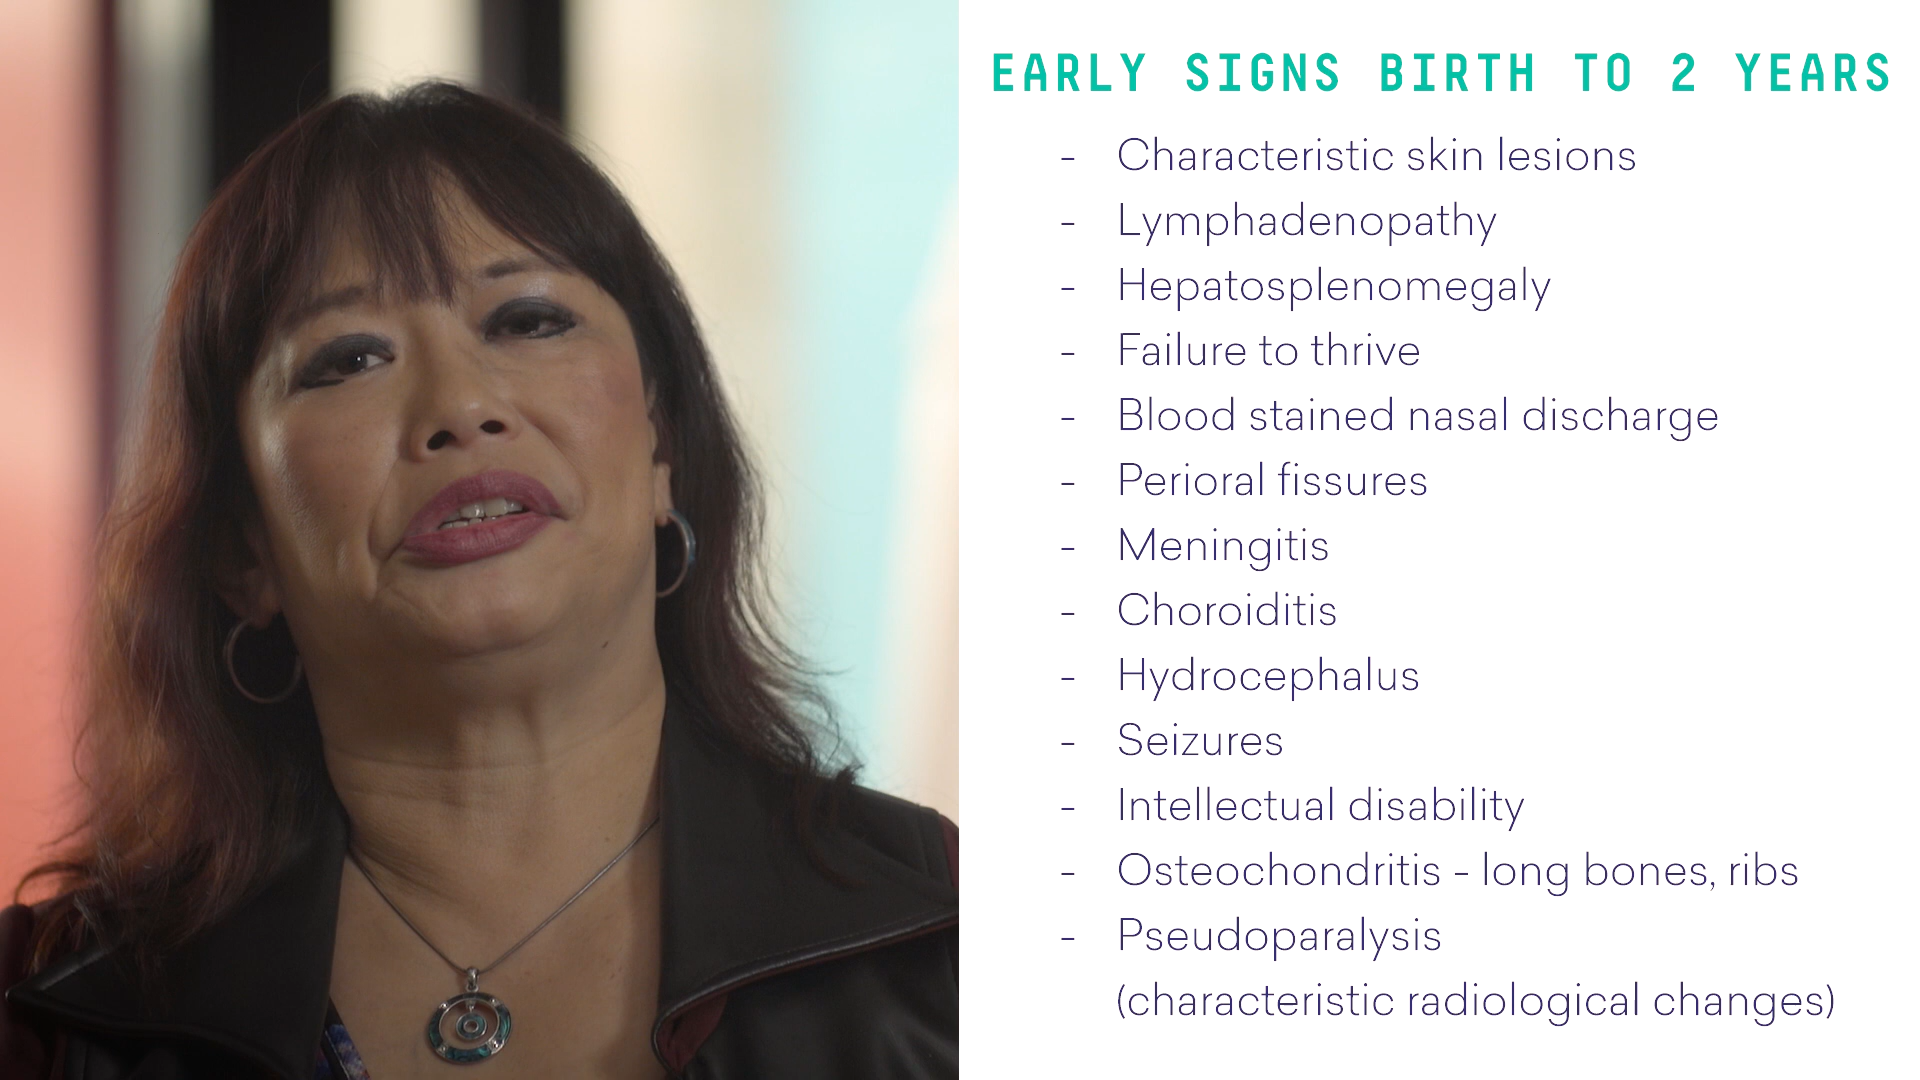 EARLY SIGNS BIRTH TO 2 YEARS
- Characteristic skin lesions
- Lymphadenopathy
- Hepatosplenomegaly
- Failure to thrive
- Blood stained nasal discharge
- Perioral fissures
- Meningitis
- Choroiditis
- Hydrocephalus
- Seizures
- Intellectual disability
- Osteochondritis - long bones, ribs
- Pseudoparalysis
(characteristic radiological changes)